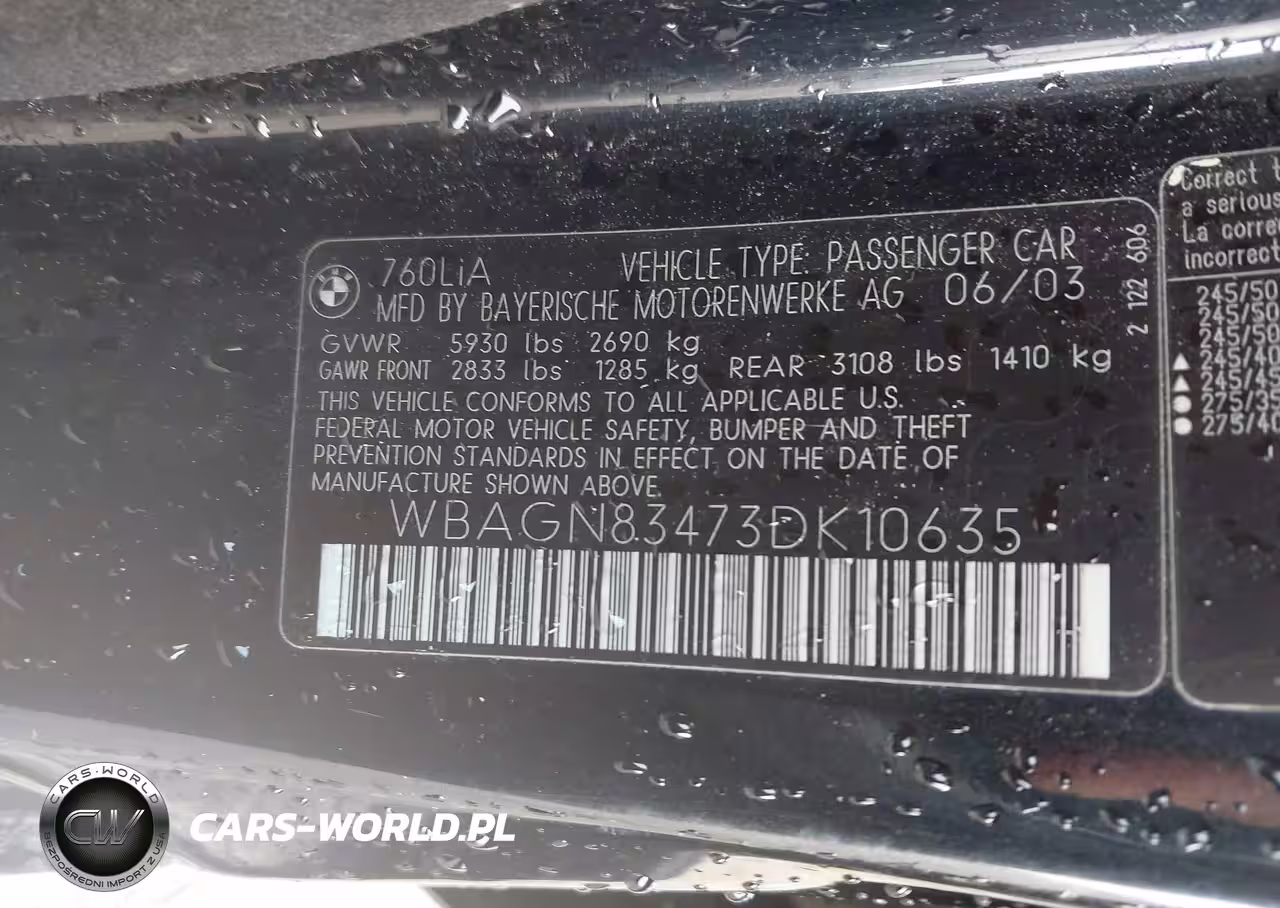 760LiA VEHICLE TYPE: PASSENGER CAR
MFD BY BAYERISCHE MOTORENWERKE AG 06/03
GVWR 5930 lbs 2690 kg
GAWR FRONT 2833 lbs 1285 kg REAR 3108 lbs 1410 kg
THIS VEHICLE CONFORMS TO ALL APPLICABLE U.S.
FEDERAL MOTOR VEHICLE SAFETY, BUMPER AND THEFT
PREVENTION STANDARDS IN EFFECT ON THE DATE OF
MANUFACTURE SHOWN ABOVE.
WBAGN83473DK10635
2 122 606
Correct t
a serious
La corre
incorrect
245/50
245/50
245/50
245/40
245/45
275/35
275/40
CARS-WORLD
CW
BEZPOŚREDNI IMPORT Z USA
CARS-WORLD.PL